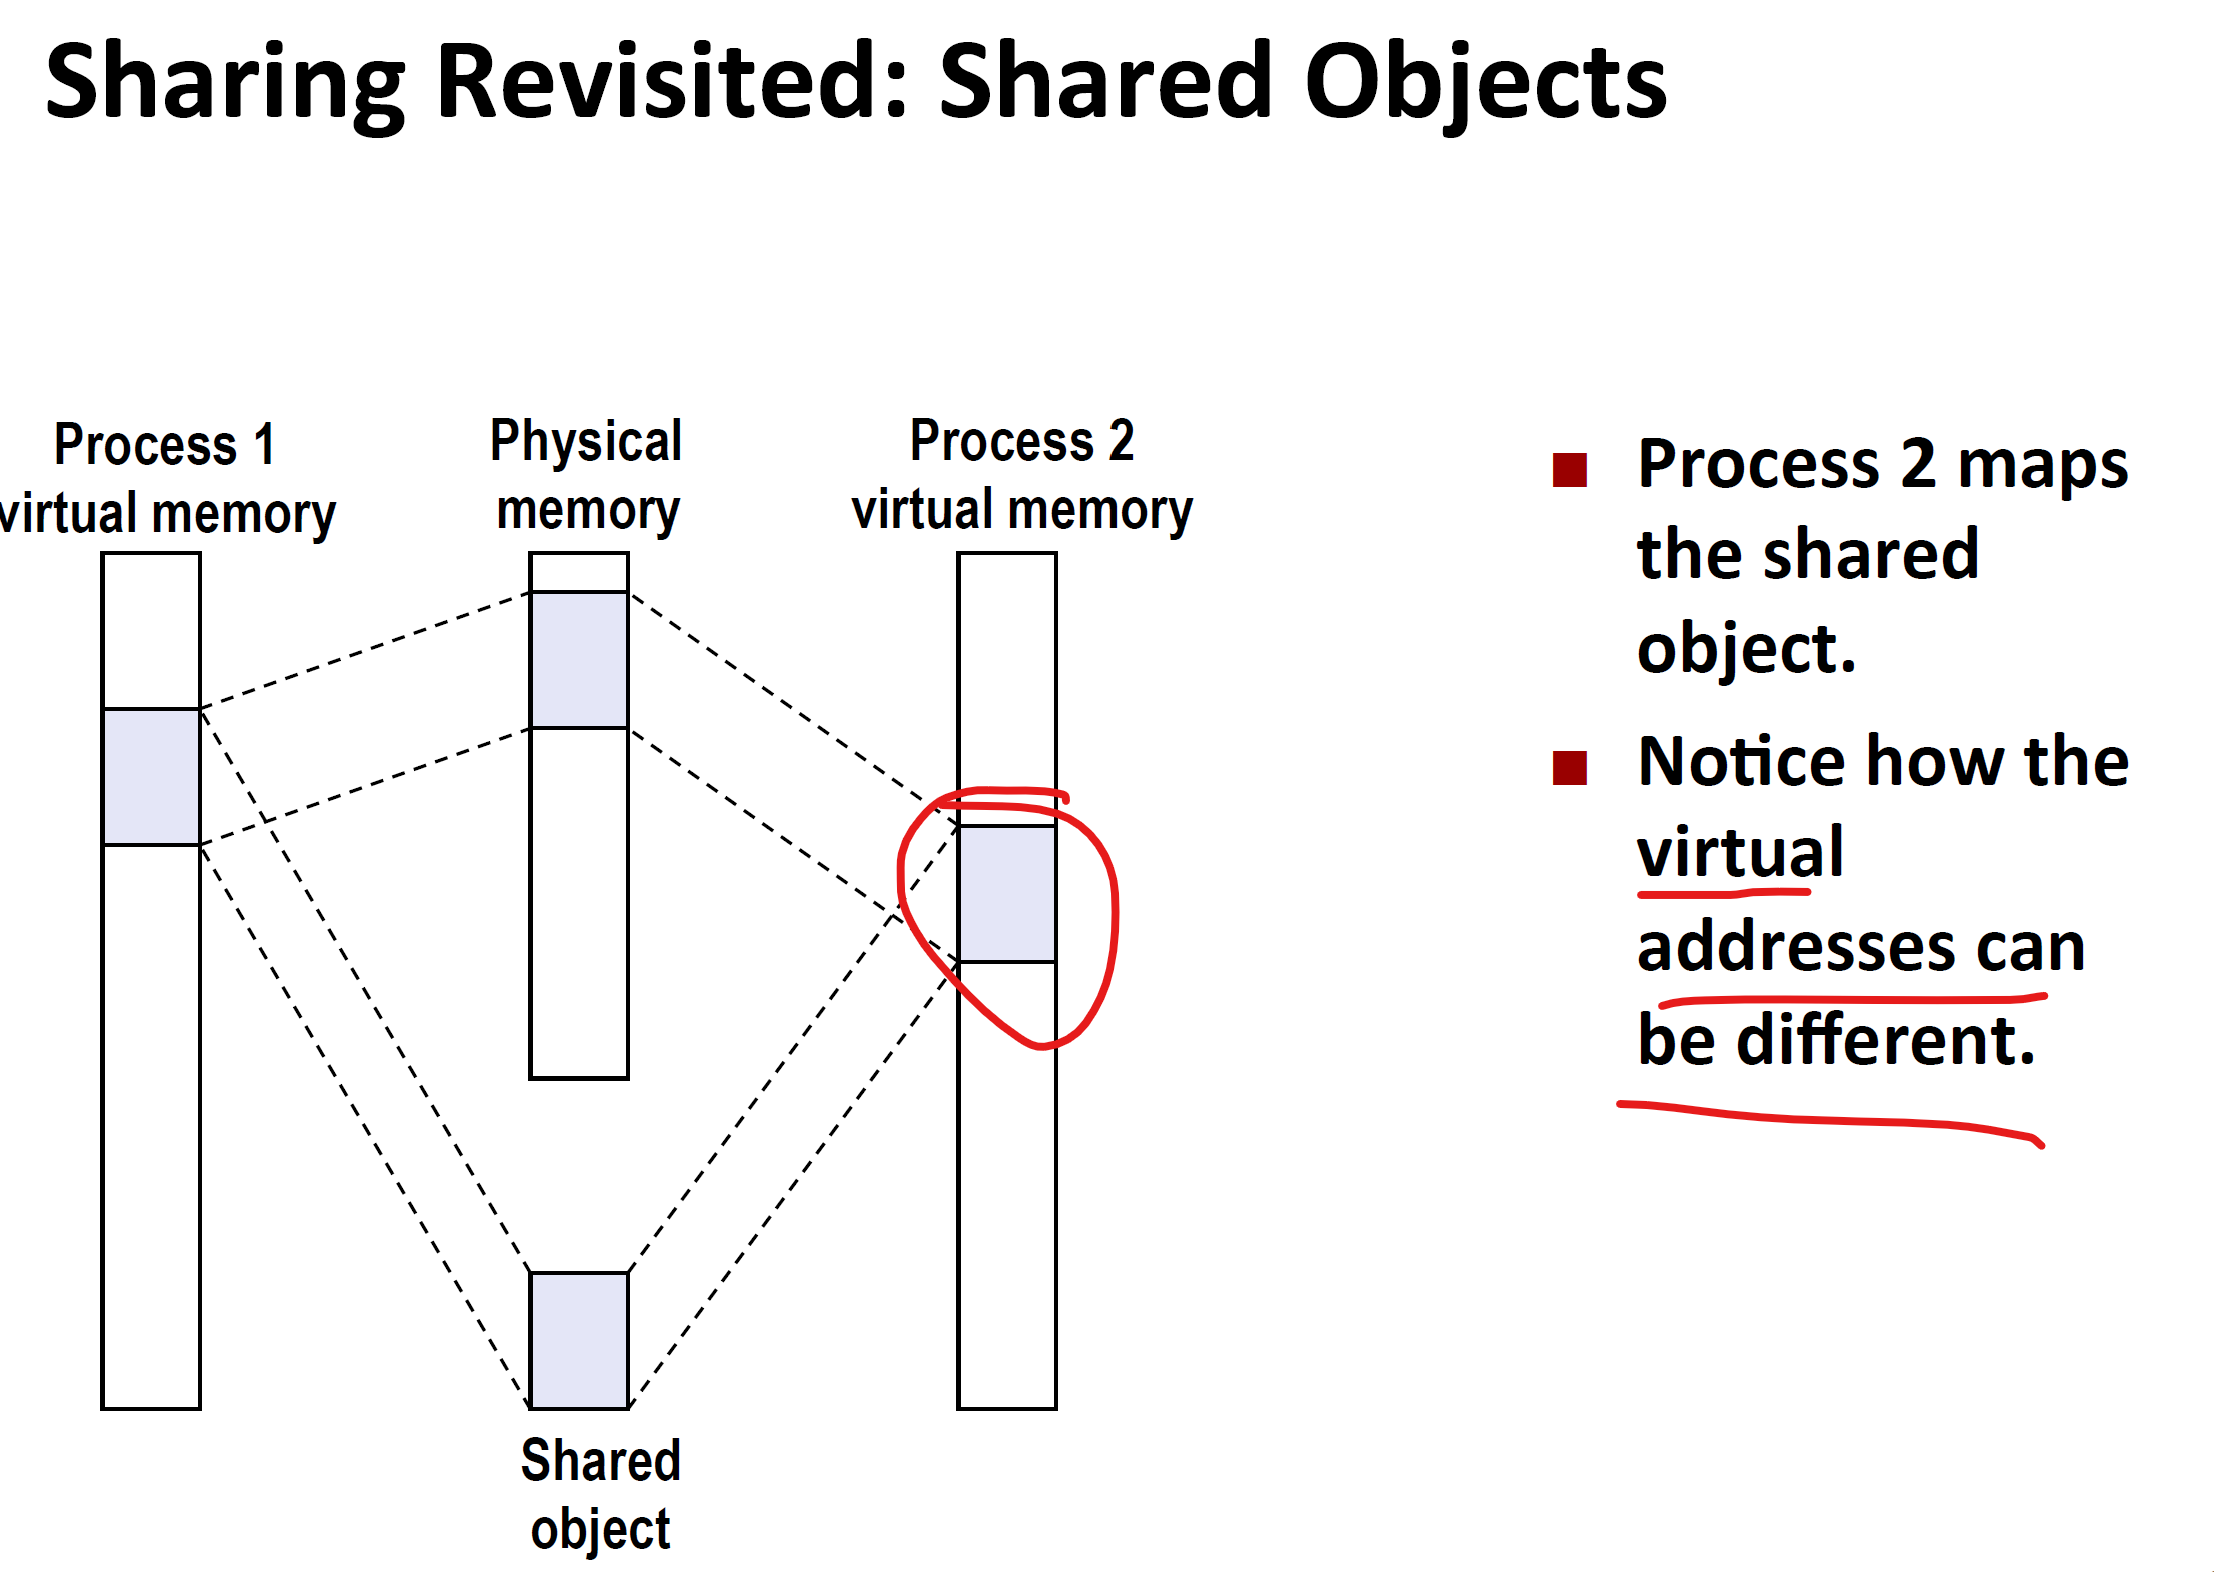 Sharing Revisited: Shared Objects
Process 1
virtual memory
Physical
memory
Process 2
virtual memory
Shared
object
Process 2 maps
the shared
object.
Notice how the
virtual
addresses can
be different.